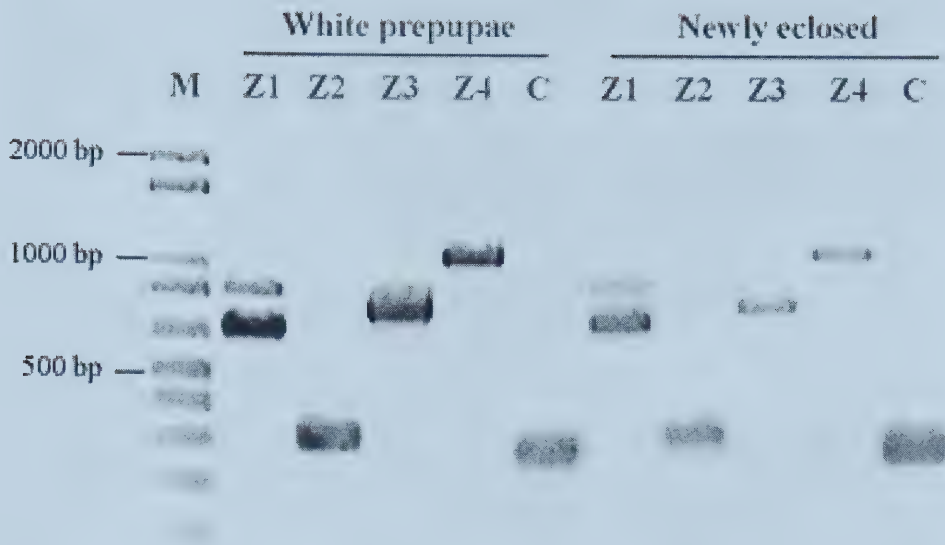 White prepupae Newly eclosed
M Z1 Z2 Z3 Z4 C Z1 Z2 Z3 Z4 C
2000 bp
1000 bp
500 bp